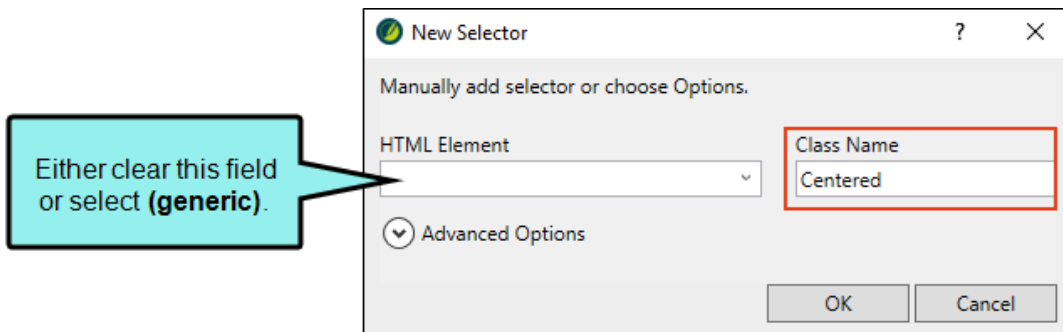 New Selector
?
Manually add selector or choose Options.
Either clear this field
or select (generic).
HTML Element
Class Name
Centered
Advanced Options
OK
Cancel